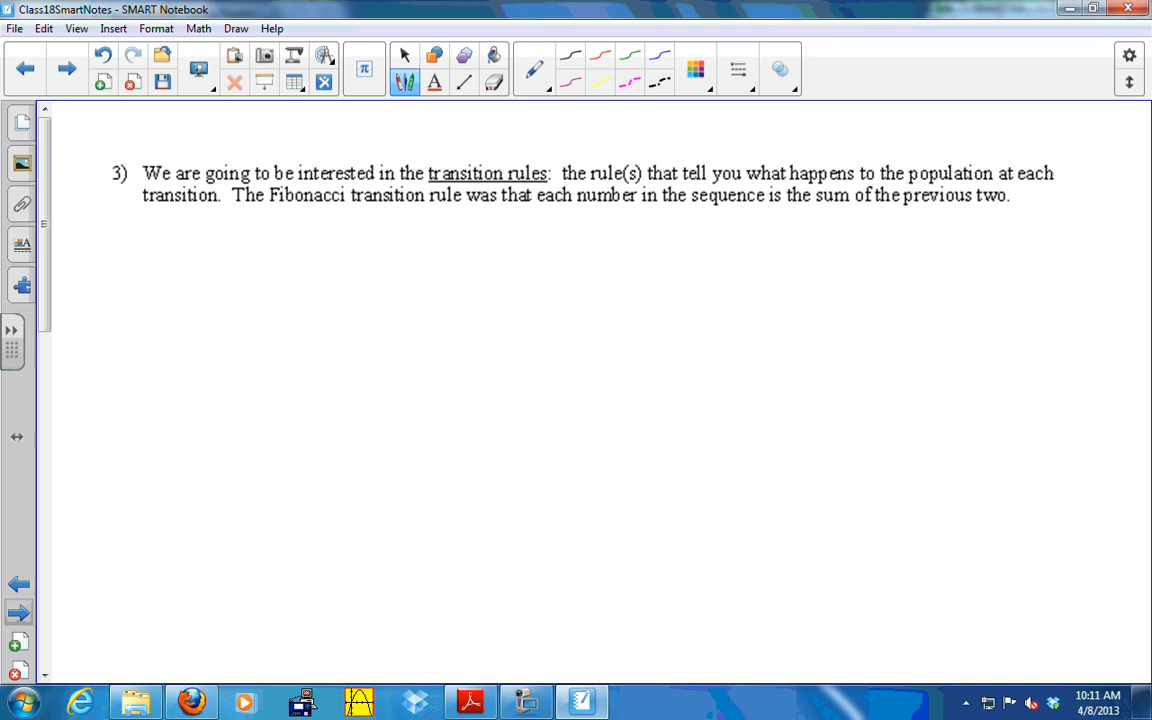 Class18SmartNotes - SMART Notebook
File Edit View Insert Format Math Draw Help
3) We are going to be interested in the transition rules: the rule(s) that tell you what happens to the population at each
transition. The Fibonacci transition rule was that each number in the sequence is the sum of the previous two.
10:11 AM
4/8/2013